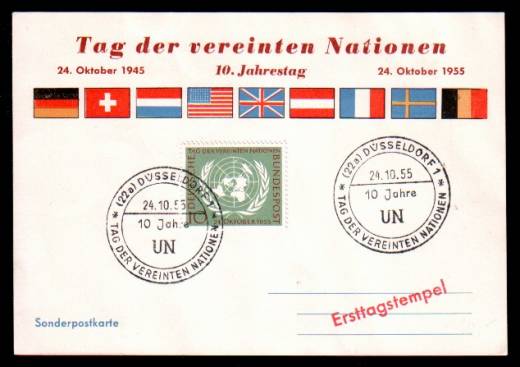 Tag der vereinten Nationen
24. Oktober 1945 10. Jahrestag 24. Oktober 1955
TAG DER VEREINTEN NATIONEN
DEUTSCHE
BUNDESPOST
10
24. OKTOBER 1955
(22a) DÜSSELDORF 1
24.10.55
10 Jahre
UN
* TAG DER VEREINTEN NATIONEN *
(22a) DÜSSELDORF 1
24.10.55
10 Jahre
UN
* TAG DER VEREINTEN NATIONEN *
Ersttagstempel
Sonderpostkarte